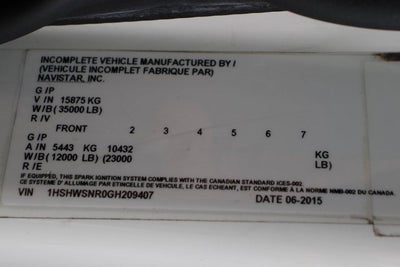 INCOMPLETE VEHICLE MANUFACTURED BY /
(VEHICULE INCOMPLET FABRIQUE PAR)
NAVISTAR, INC.
G /P
V /N 15875 KG
W/B( 35000 LB)
R /V
FRONT 2 3 4 5 6 7
G /P
A /N 5443 KG 10432 KG
W/B( 12000 LB) (23000 LB)
R /E
IF EQUIPPED, THIS SPARK IGNITION SYSTEM COMPLIES WITH THE CANADIAN STANDARD ICES-002
CE SYSTEME D'ALLUMAGE PAR ETINCELLE DE VEHICULE, LE CAS ECHEANT, EST CONFORME À LA NORME NMB-002 DU CANADA.
VIN 1HSHWSNR0GH209407 DATE 06-2015